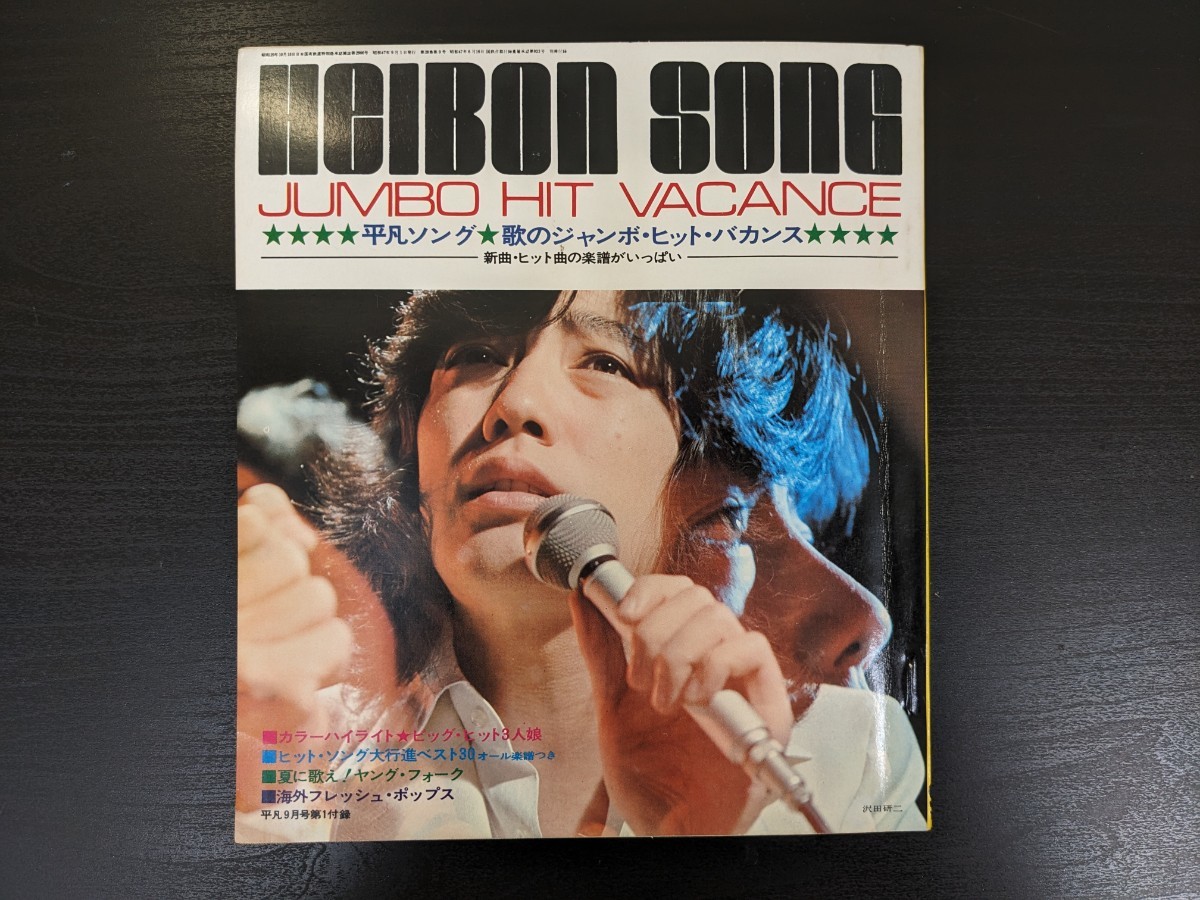 HEIBON SONG
JUMBO HIT VACANCE
★★★★平凡ソング★歌のジャンボ・ヒット・バカンス★★★★
新曲・ヒット曲の楽譜がいっぱい
■カラーハイライト★ビッグ・ヒット3人娘
■ヒット・ソング大行進ベスト30オール楽譜つき
■夏に歌え!ヤング・フォーク
■海外フレッシュ・ポップス
平凡9月号第1付録
沢田研二